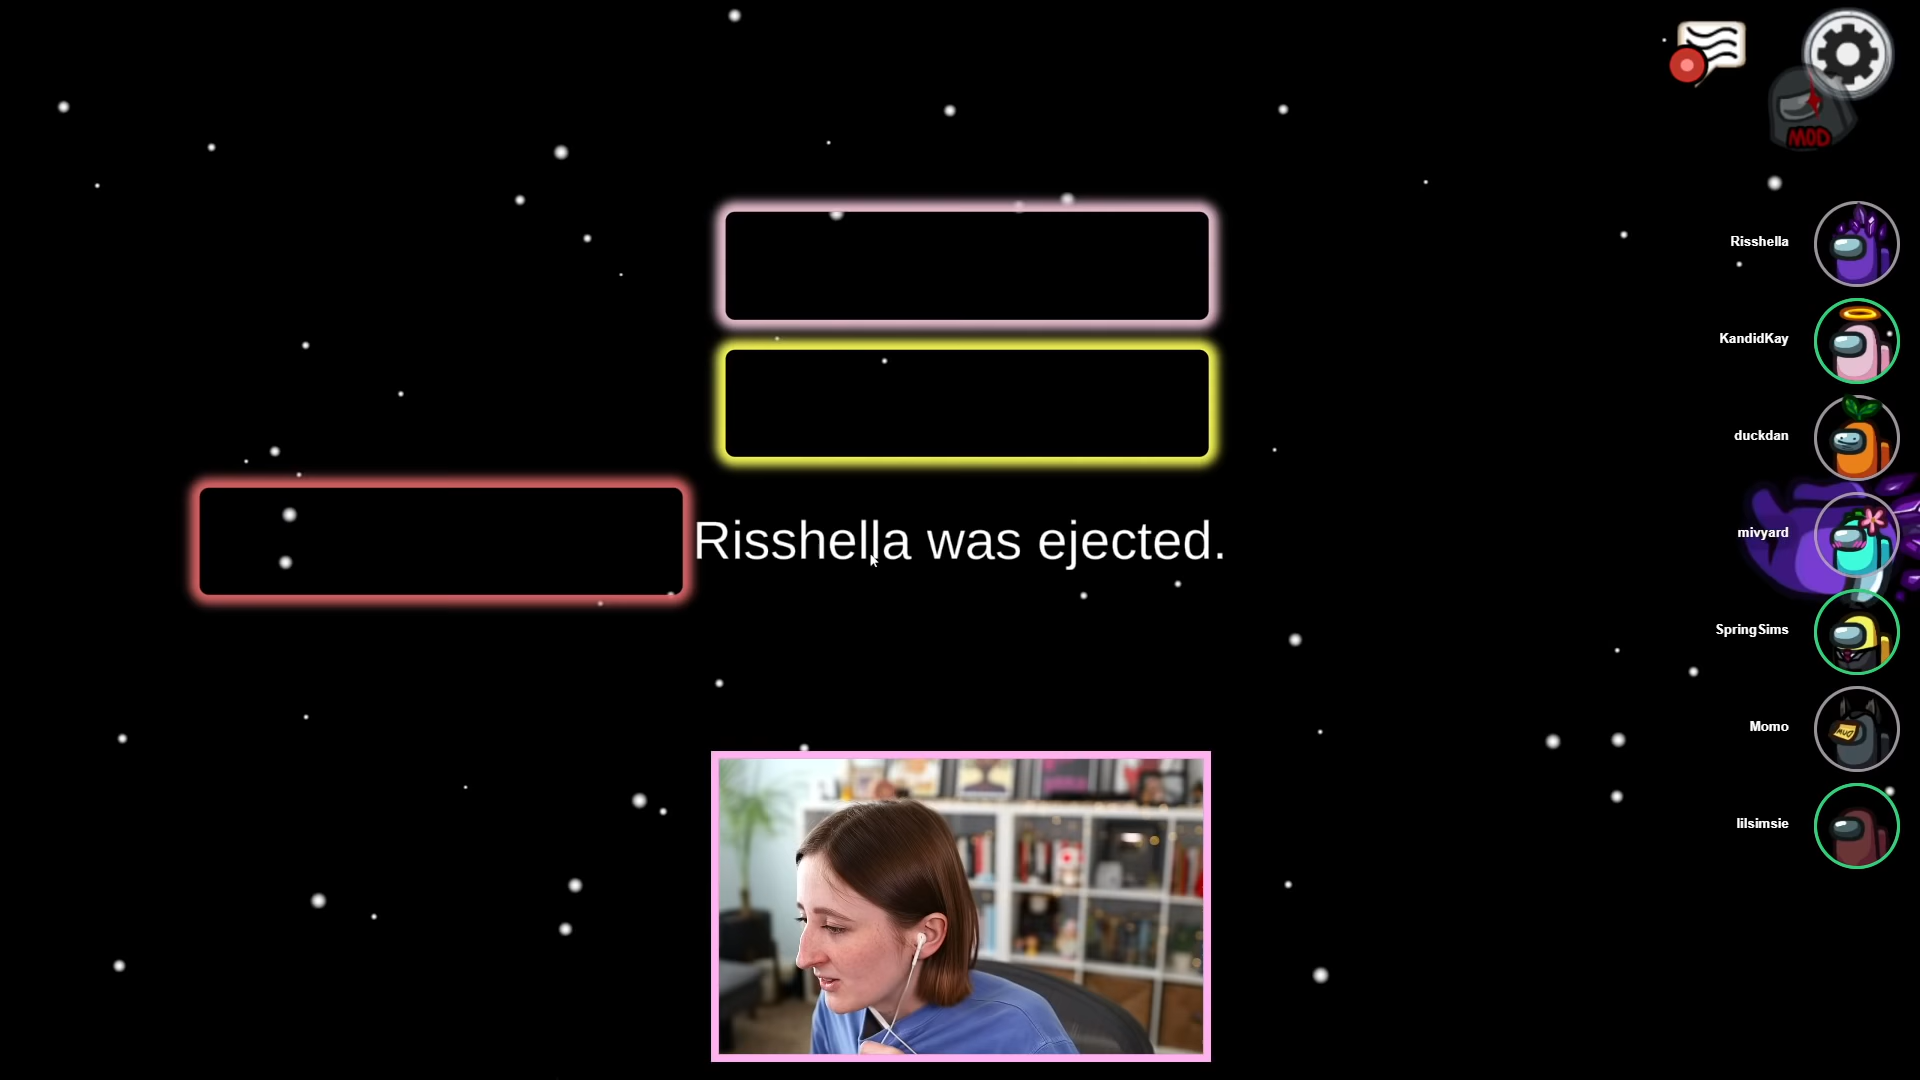 MOD
Risshella
KandidKay
duckdan
mivyard
Risshella was ejected.
SpringSims
Momo
lilsimsie